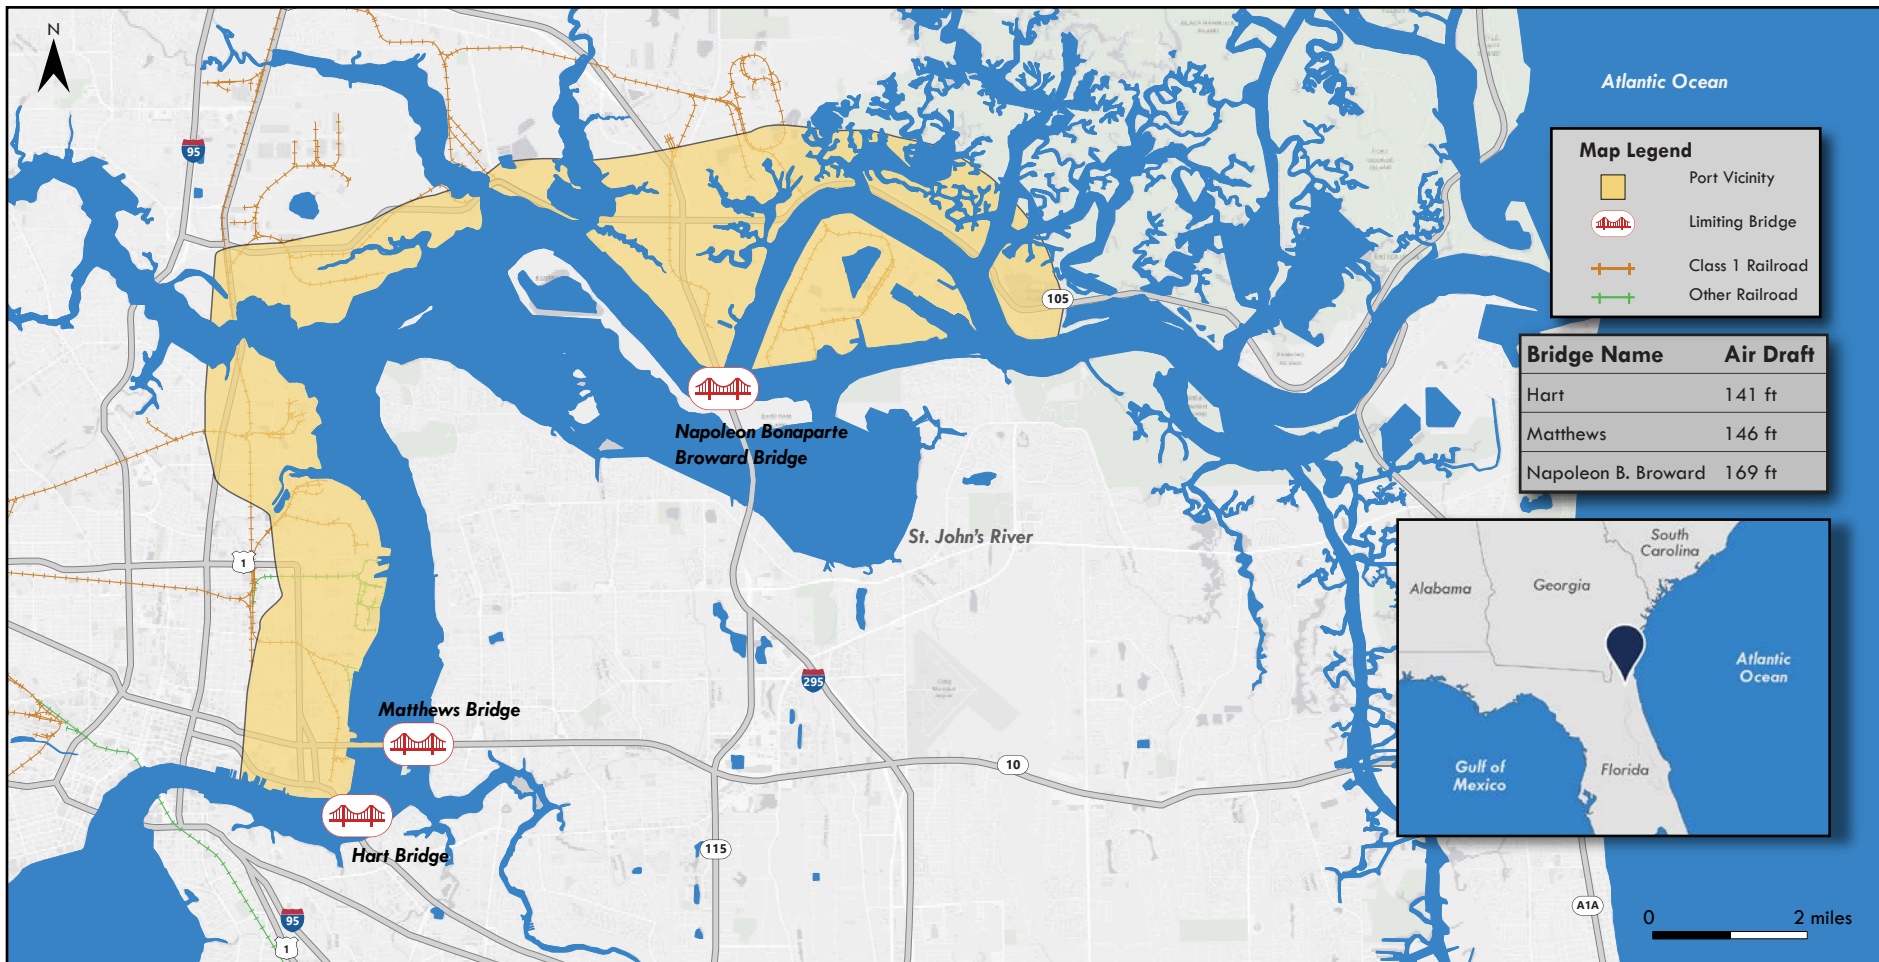 N
Atlantic Ocean
95
Map Legend
Port Vicinity
Limiting Bridge
Class 1 Railroad
Other Railroad
105
Bridge Name Air Draft
Hart 141 ft
Matthews 146 ft
Napoleon B. Broward 169 ft
Napoleon Bonaparte
Broward Bridge
St. John's River
1
South
Carolina
Georgia
Alabama
Atlantic
Ocean
Gulf of
Mexico
Florida
295
Matthews Bridge
10
Hart Bridge
115
95
1
A1A
0 2 miles